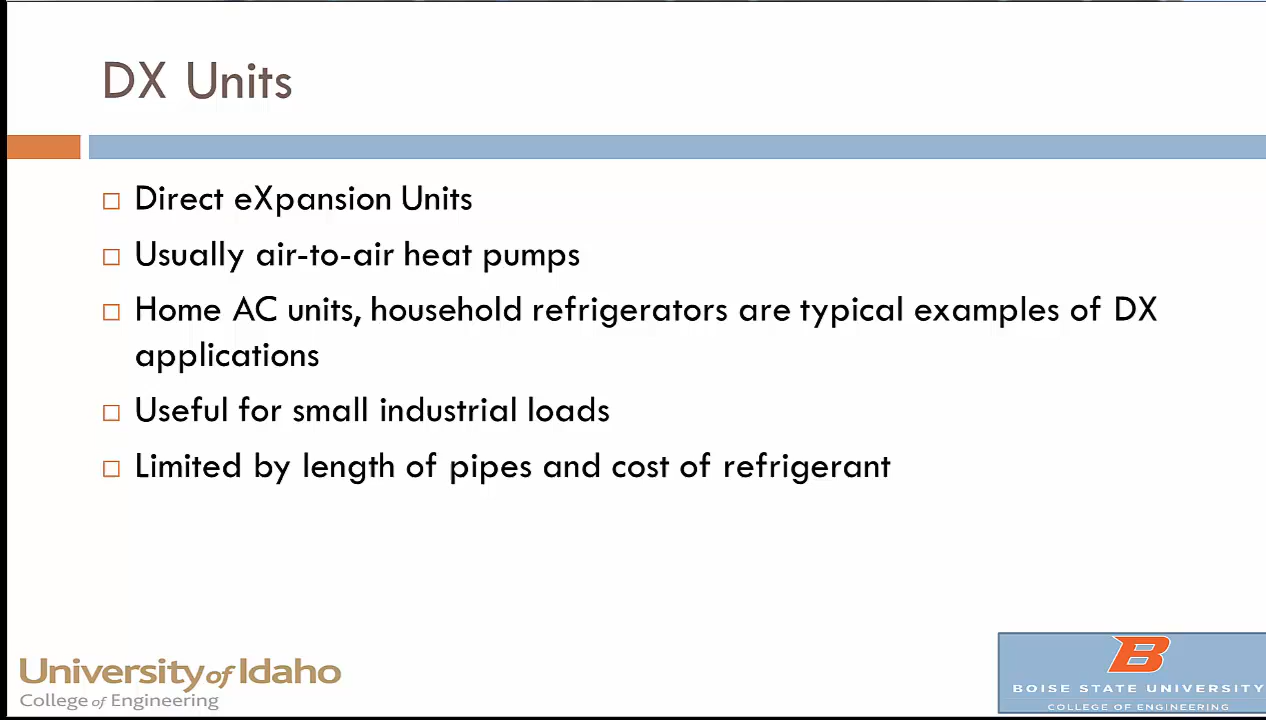 DX Units
Direct eXpansion Units
Usually air-to-air heat pumps
Home AC units, household refrigerators are typical examples of DX
applications
Useful for small industrial loads
Limited by length of pipes and cost of refrigerant
University of Idaho
College of Engineering
B
BOISE STATE UNIVERSITY
COLLEGE OF ENGINEERING